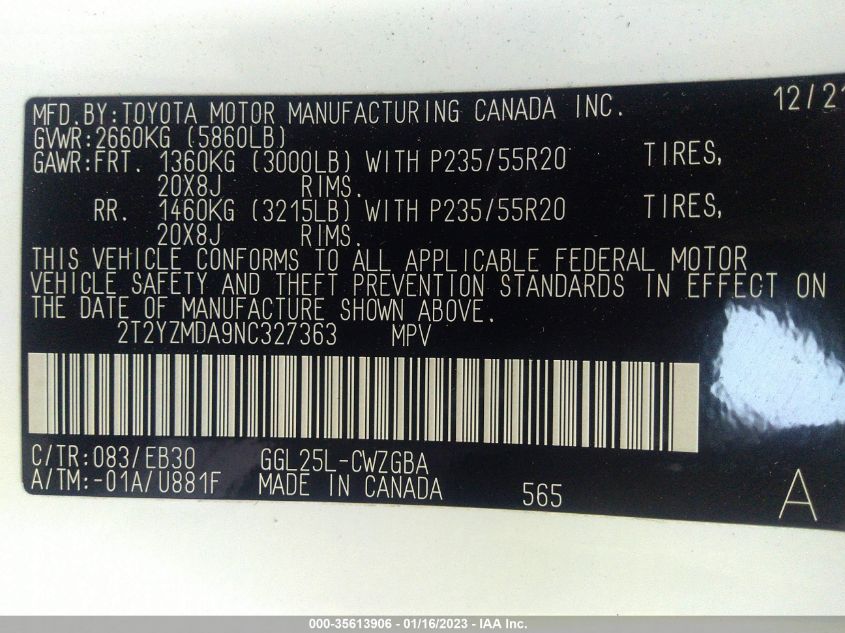 MFD.BY:TOYOTA MOTOR MANUFACTURING CANADA INC. 12/21
GVWR:2660KG (5860LB)
GAWR:FRT. 1360KG (3000LB) WITH P235/55R20 TIRES,
20X8J RIMS.
RR. 1460KG (3215LB) WITH P235/55R20 TIRES,
20X8J RIMS.
THIS VEHICLE CONFORMS TO ALL APPLICABLE FEDERAL MOTOR
VEHICLE SAFETY AND THEFT PREVENTION STANDARDS IN EFFECT ON
THE DATE OF MANUFACTURE SHOWN ABOVE.
2T2YZMDA9NC327363 MPV
C/TR:083/EB30 GGL25L-CWZGBA
A/TM:-01A/U881F MADE IN CANADA 565 A
000-35613906 - 01/16/2023 - IAA Inc.